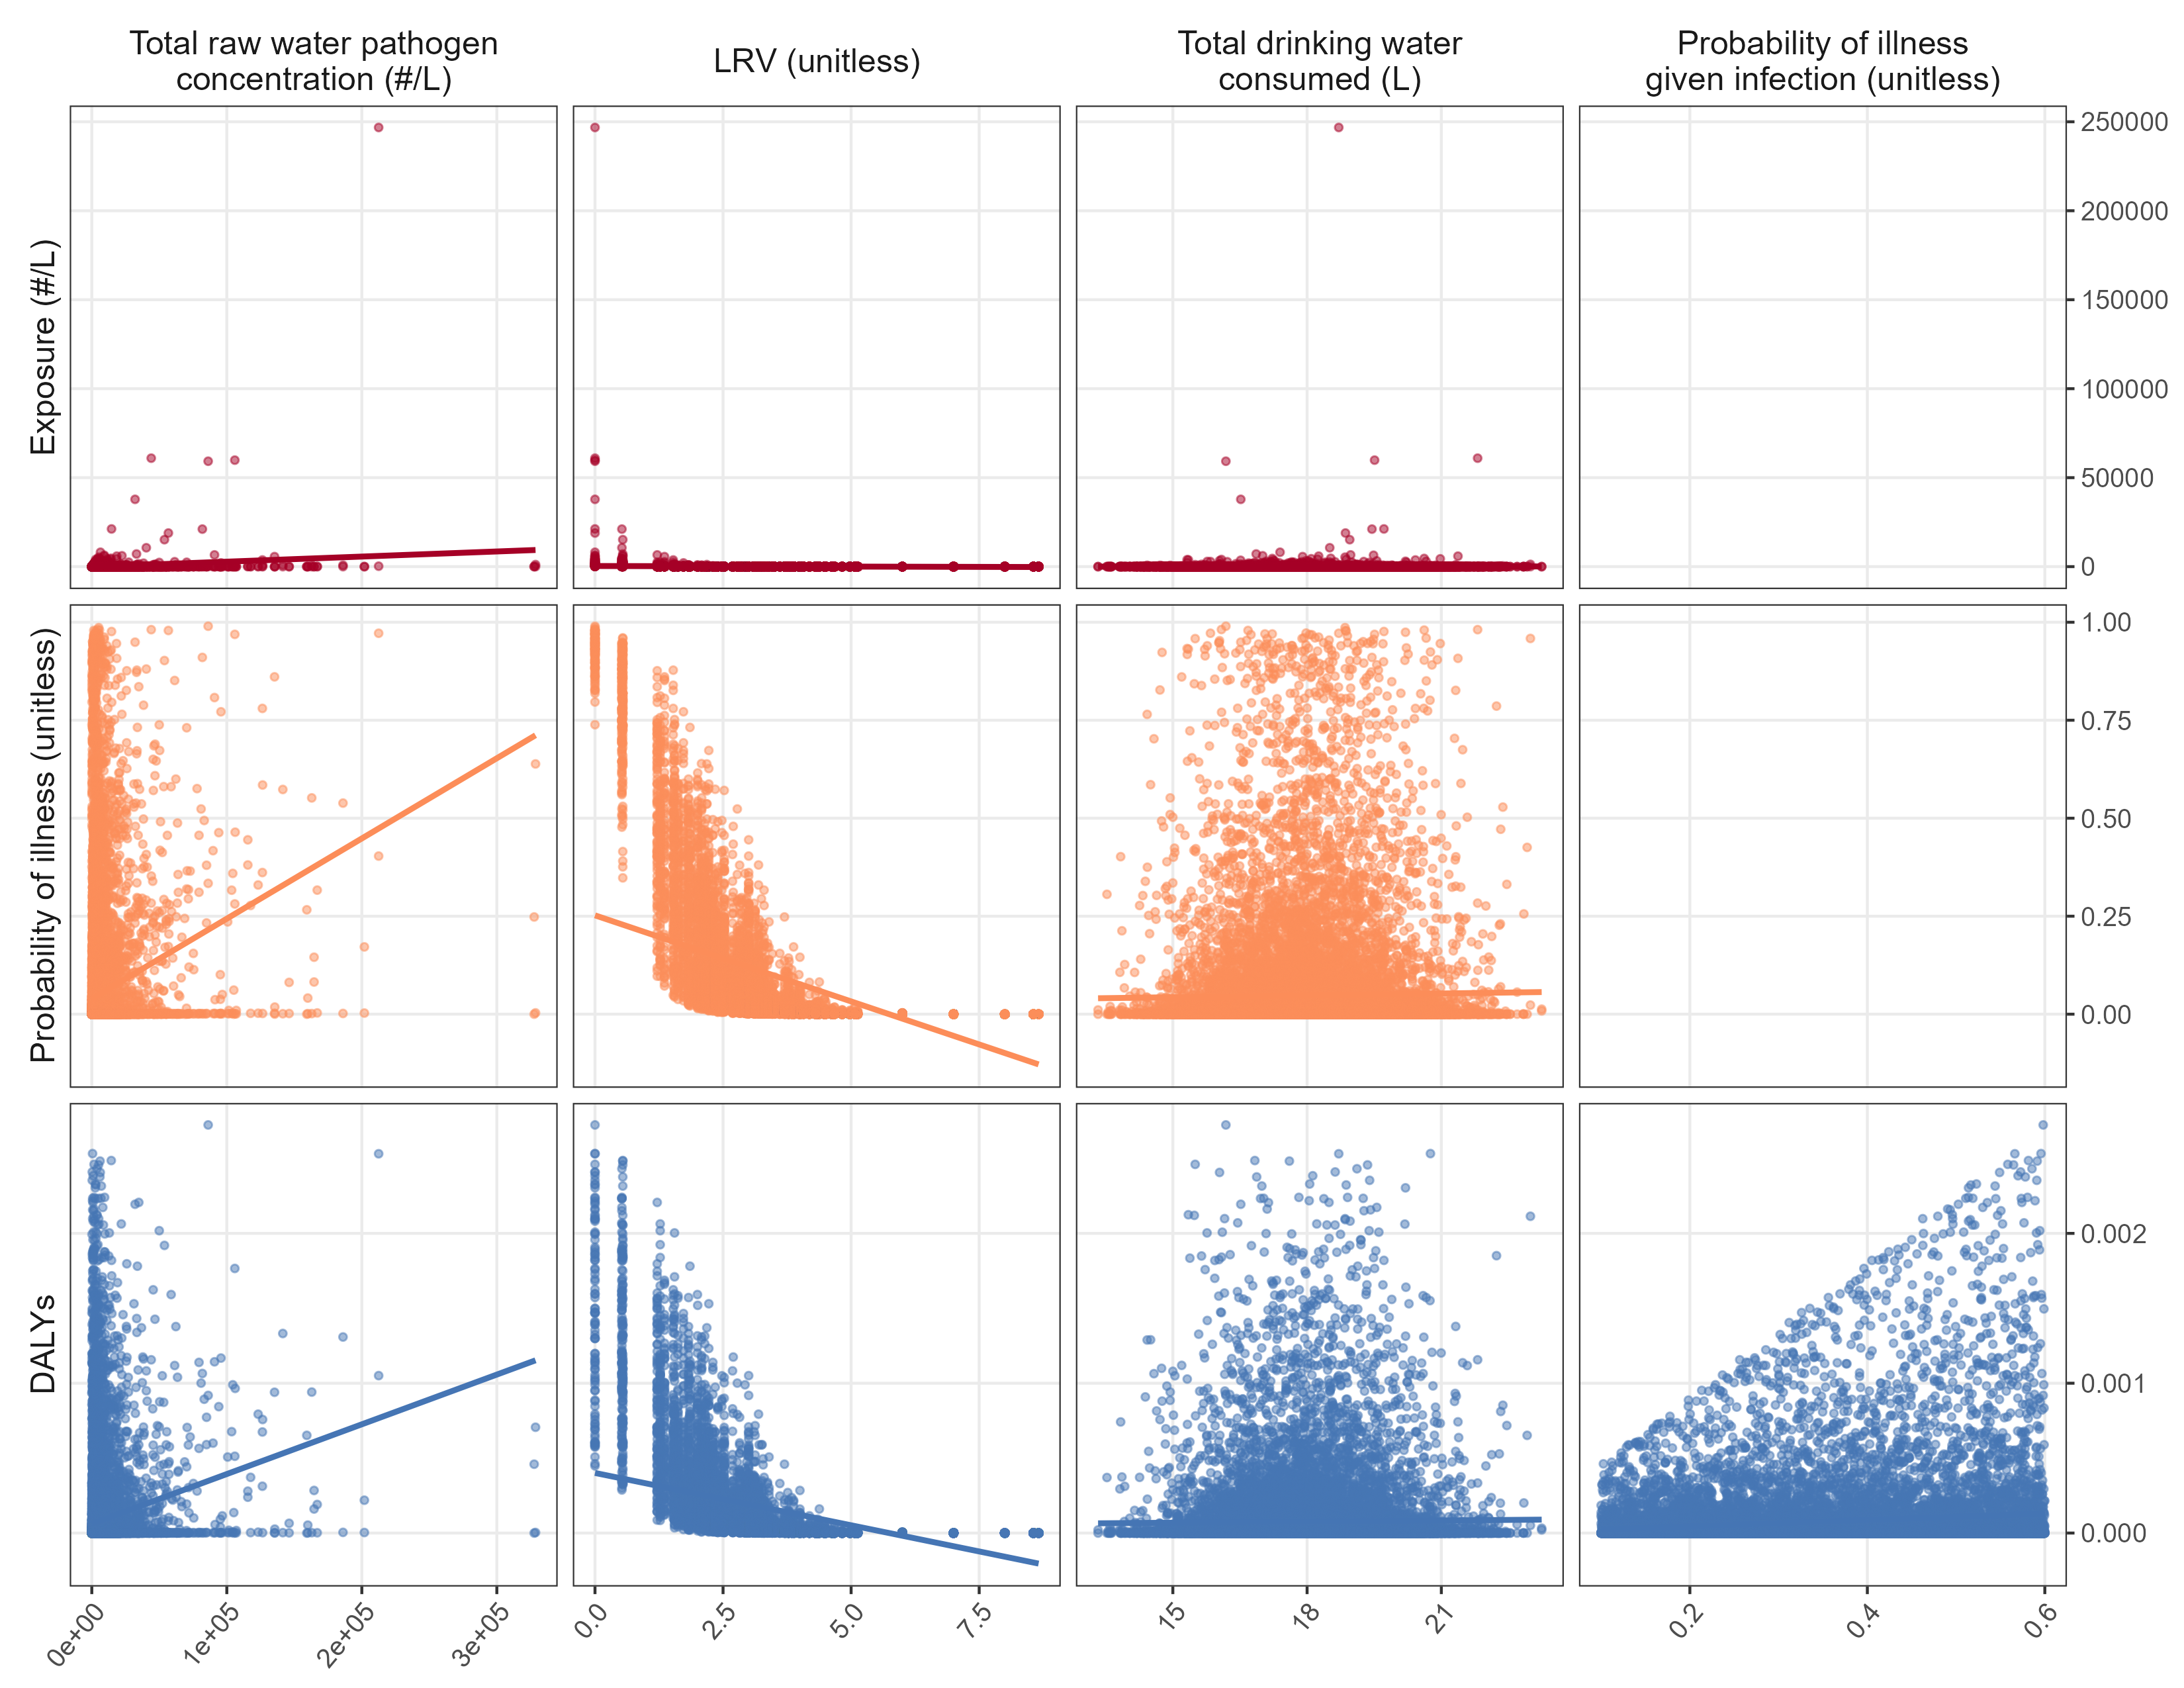 Total raw water pathogen
concentration (#/L)
LRV (unitless)
Total drinking water
consumed (L)
Probability of illness
given infection (unitless)
Exposure (#/L)
250000
200000
150000
100000
50000
0
Probability of illness (unitless)
1.00
0.75
0.50
0.25
0.00
DALYs
0.002
0.001
0.000
0e+00
1e+05
2e+05
3e+05
0.0
2.5
5.0
7.5
15
18
21
0.2
0.4
0.6